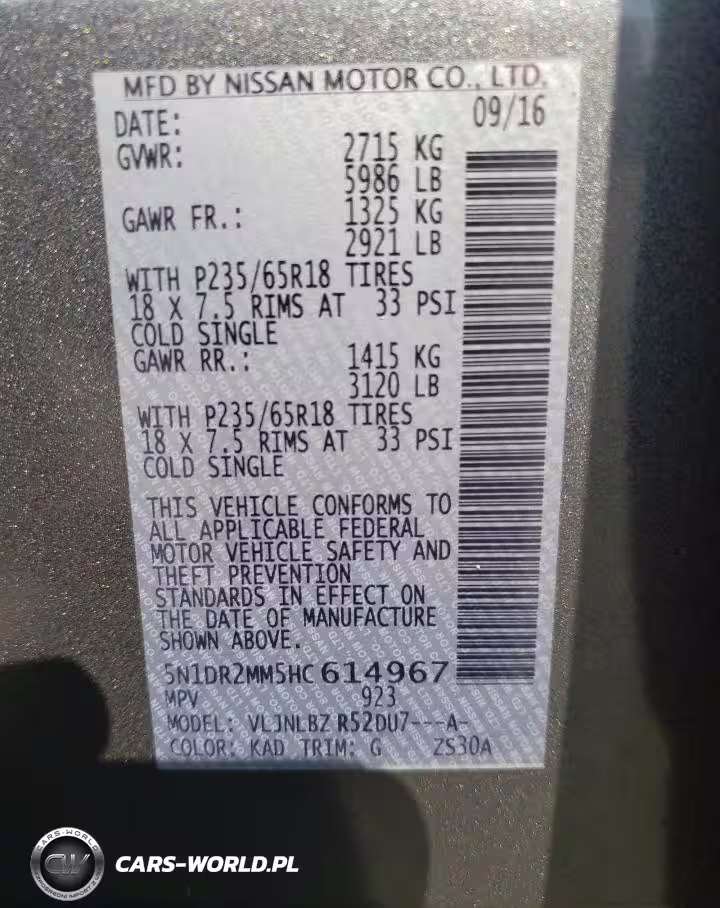 MFD BY NISSAN MOTOR CO., LTD.
DATE: 09/16
GVWR: 2715 KG
5986 LB
GAWR FR.: 1325 KG
2921 LB
WITH P235/65R18 TIRES
18 X 7.5 RIMS AT 33 PSI
COLD SINGLE
GAWR RR.: 1415 KG
3120 LB
WITH P235/65R18 TIRES
18 X 7.5 RIMS AT 33 PSI
COLD SINGLE
THIS VEHICLE CONFORMS TO
ALL APPLICABLE FEDERAL
MOTOR VEHICLE SAFETY AND
THEFT PREVENTION
STANDARDS IN EFFECT ON
THE DATE OF MANUFACTURE
SHOWN ABOVE.
5N1DR2MM5HC614967
MPV 923
MODEL: VLJNLBZ R52DU7---A-
COLOR: KAD TRIM: G ZS30A
CARS-WORLD
CW
CARS-WORLD.PL